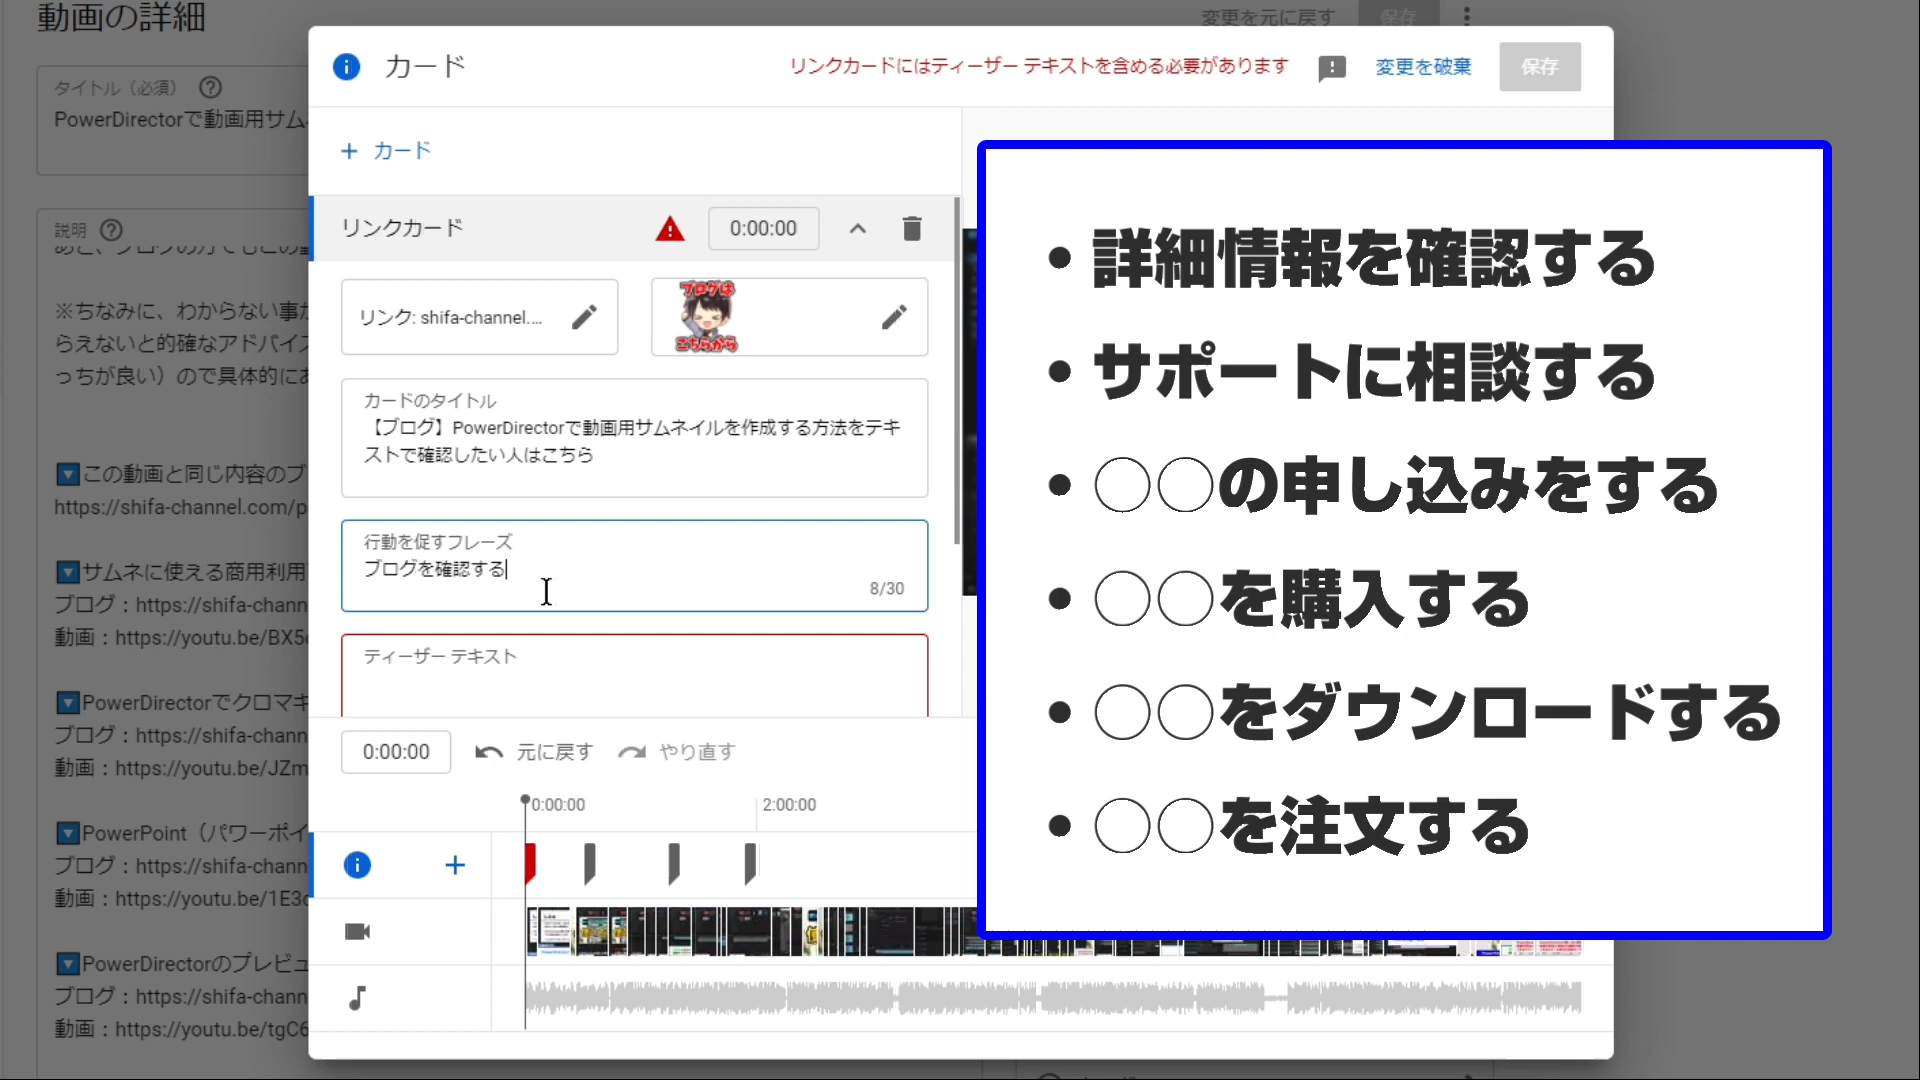 動画の詳細
変更を元に戻す
保存
タイトル（必須）
PowerDirectorで動画用サム
説明
※ちなみに、わからない事が
らえないと的確なアドバイス
っちが良い）ので具体的にあ
この動画と同じ内容のブ
https://shifa-channel.com/p
サムネに使える商用利用
ブログ：https://shifa-chann
動画：https://youtu.be/BX5
PowerDirectorでクロマキ
ブログ：https://shifa-chann
動画：https://youtu.be/JZm
PowerPoint（パワーポイ
ブログ：https://shifa-chann
動画：https://youtu.be/1E3c
PowerDirectorのプレビュ
ブログ：https://shifa-chann
動画：https://youtu.be/tgC6
カード
リンクカードにはティーザー テキストを含める必要があります
変更を破棄
保存
+ カード
リンクカード
0:00:00
リンク: shifa-channel....
ブログは
こちらから
カードのタイトル
【ブログ】PowerDirectorで動画用サムネイルを作成する方法をテキ
ストで確認したい人はこちら
行動を促すフレーズ
ブログを確認する
8/30
ティーザー テキスト
0:00:00
元に戻す
やり直す
0:00:00
2:00:00
• 詳細情報を確認する
• サポートに相談する
• ○○の申し込みをする
• ○○を購入する
• ○○をダウンロードする
• ○○を注文する